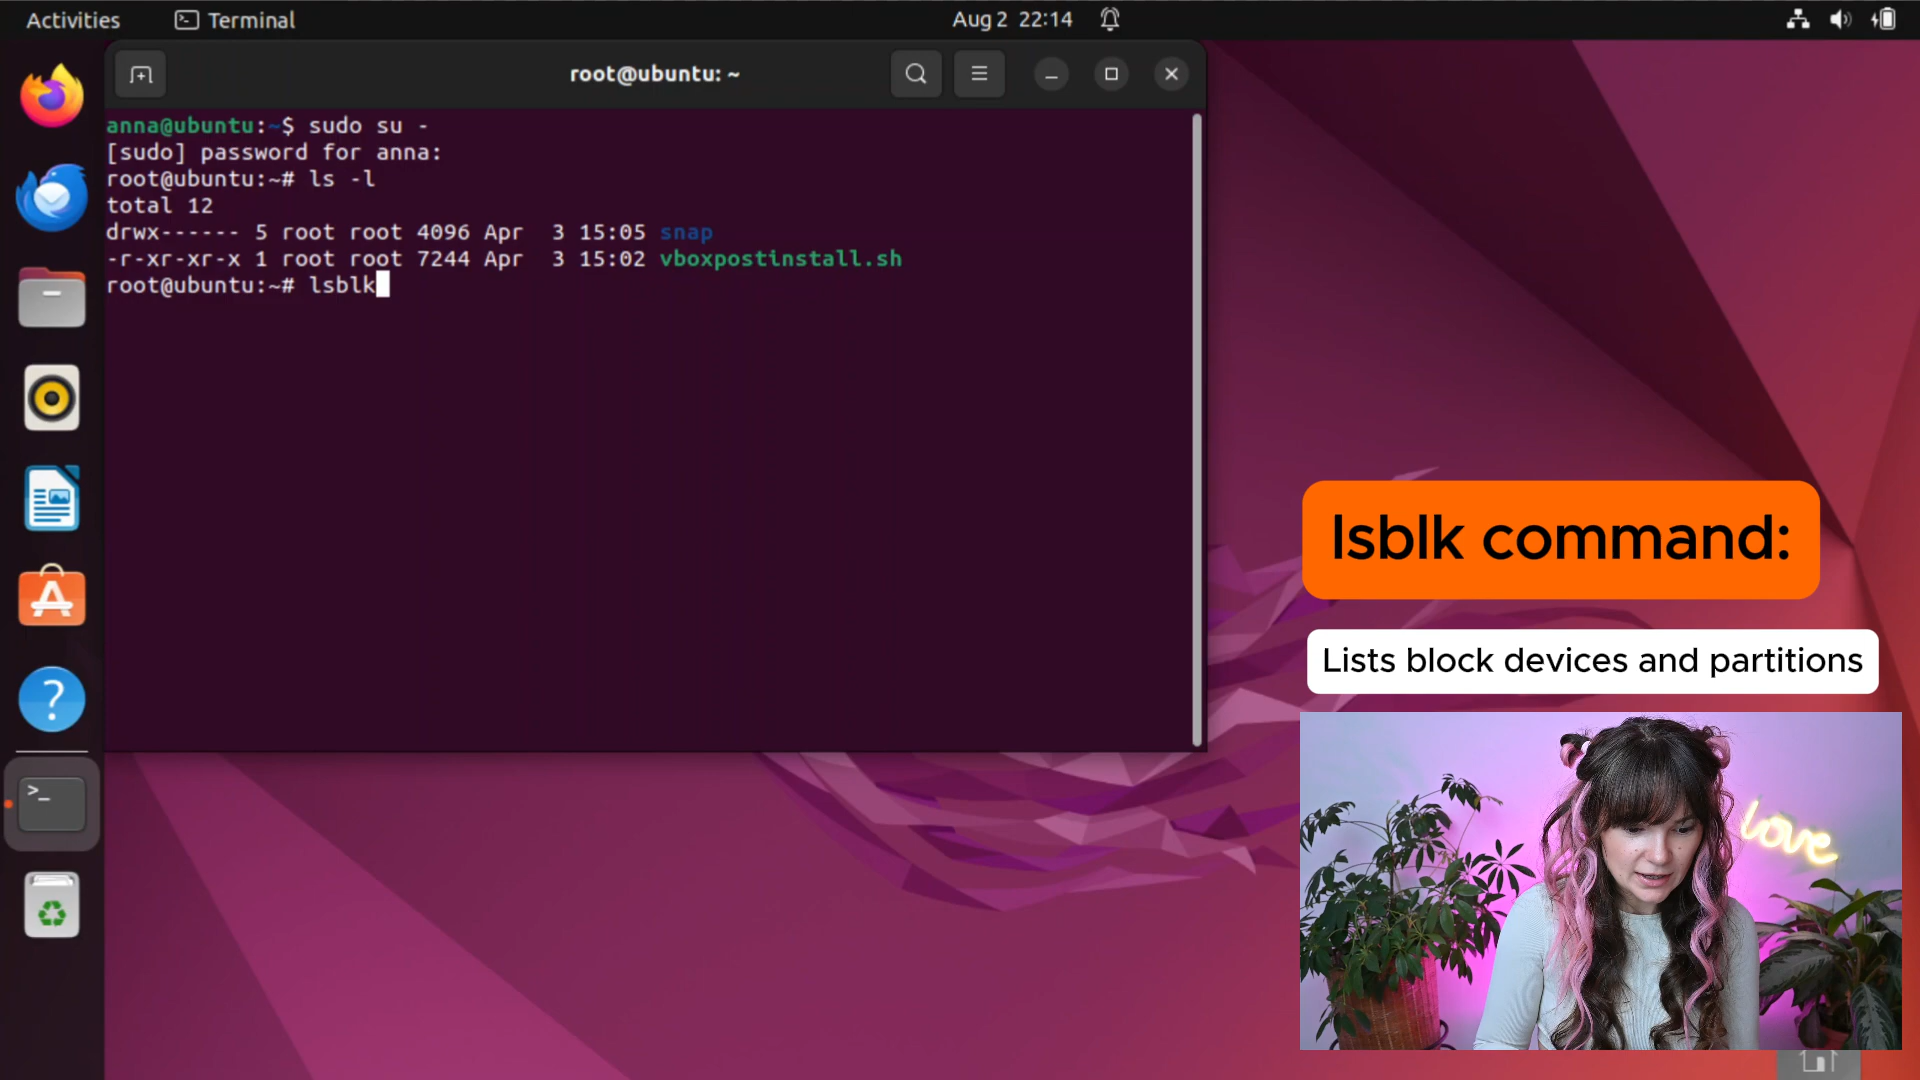 Activities
Terminal
Aug 2 22:14
root@ubuntu: ~
anna@ubuntu:~$ sudo su -
[sudo] password for anna:
root@ubuntu:~# ls -l
total 12
drwx------ 5 root root 4096 Apr  3 15:05 snap
-r-xr-xr-x 1 root root 7244 Apr  3 15:02 vboxpostinstall.sh
root@ubuntu:~# lsblk
lsblk command:
Lists block devices and partitions
love